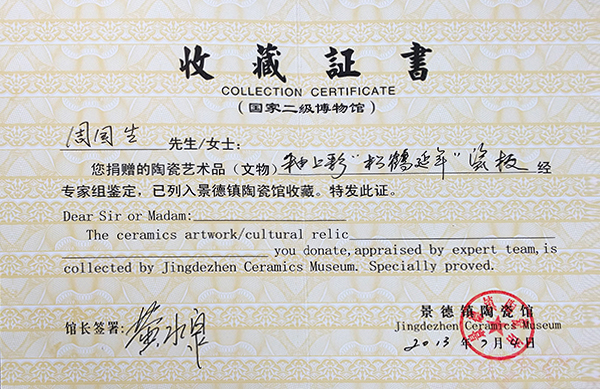 收藏証書
COLLECTION CERTIFICATE
(国家二级博物馆)
周国生 先生/女士:
您捐赠的陶瓷艺术品(文物) 釉上彩"松鹤延年"瓷板 经
专家组鉴定,已列入景德镇陶瓷馆收藏。特发此证。
Dear Sir or Madam:
The ceramics artwork/cultural relic
you donate,appraised by expert team,is
collected by Jingdezhen Ceramics Museum. Specially proved.
馆长签署: 黄水泉
景德镇陶瓷馆
Jingdezhen Ceramics Museum
2013年 月 日